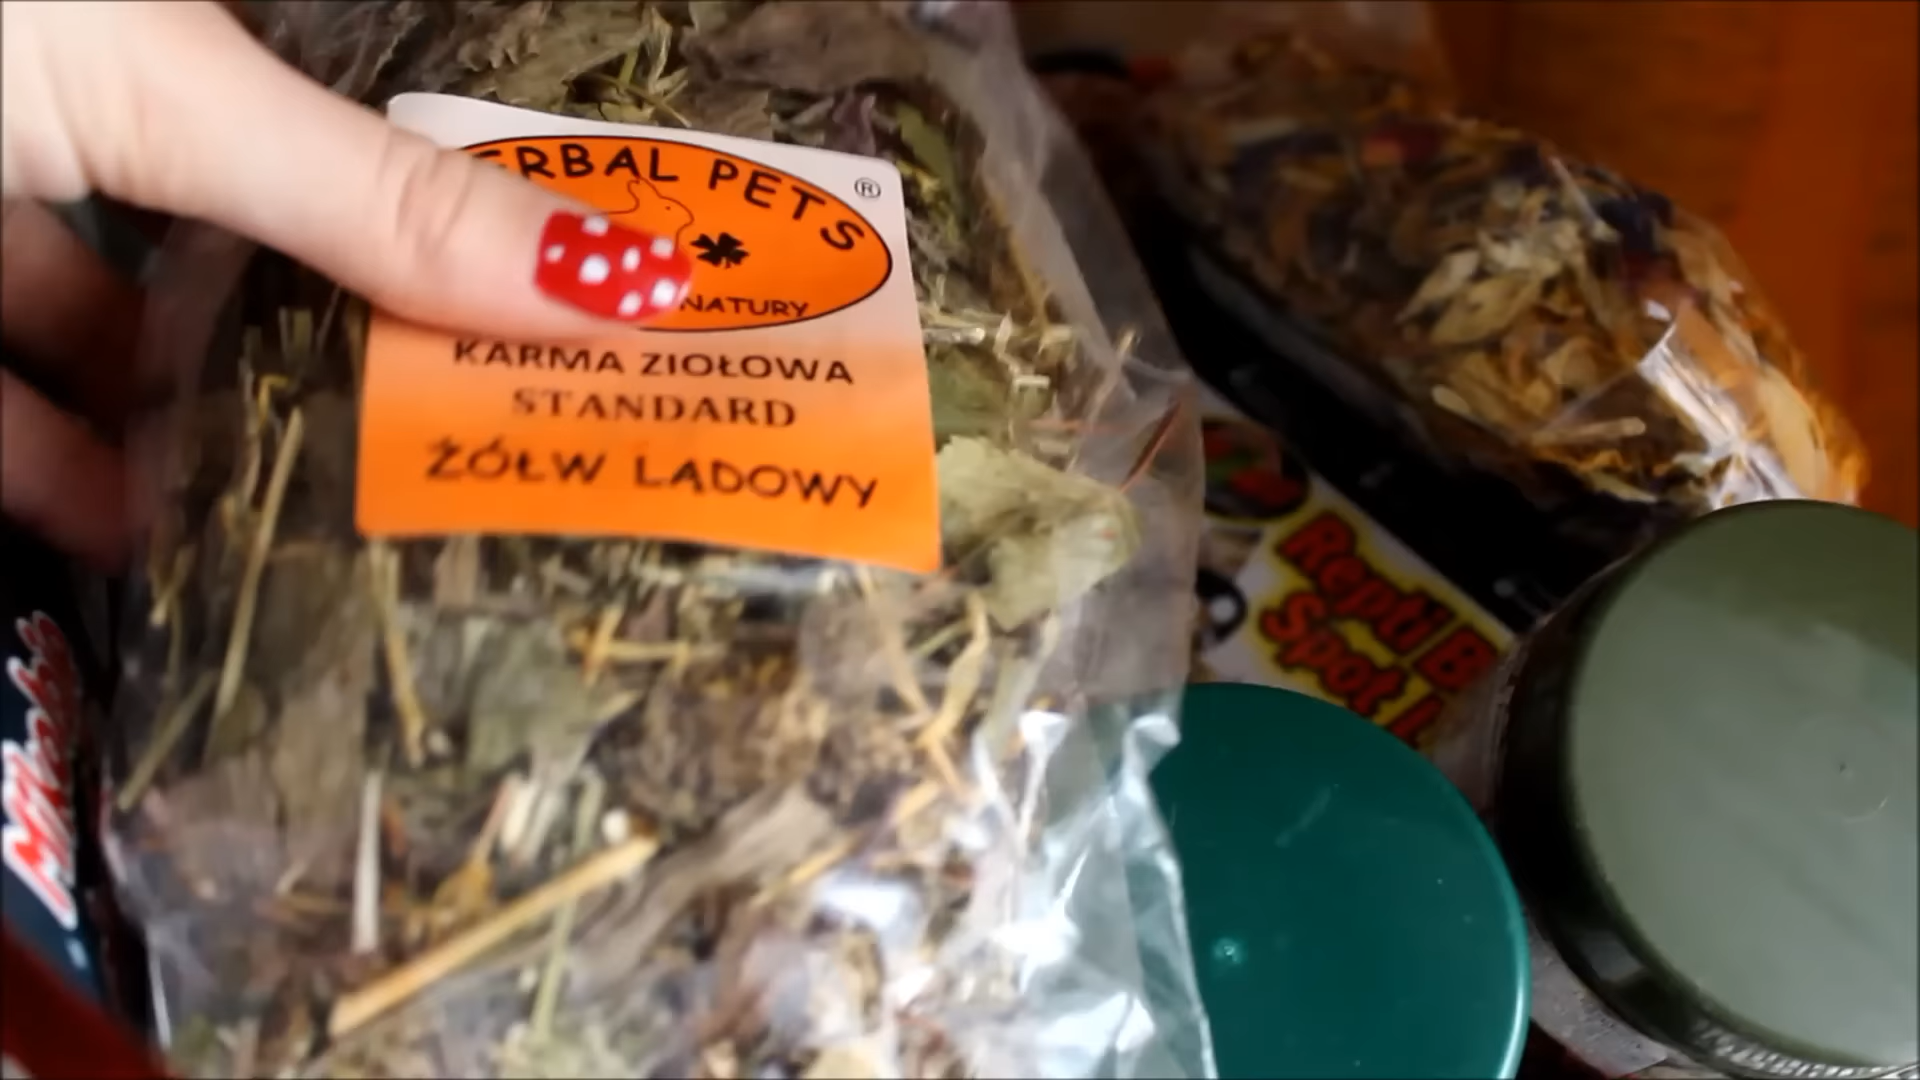 ERBAL PETS
®
NATURY
KARMA ZIOŁOWA
STANDARD
ŻÓŁW LĄDOWY
Repti
Spot